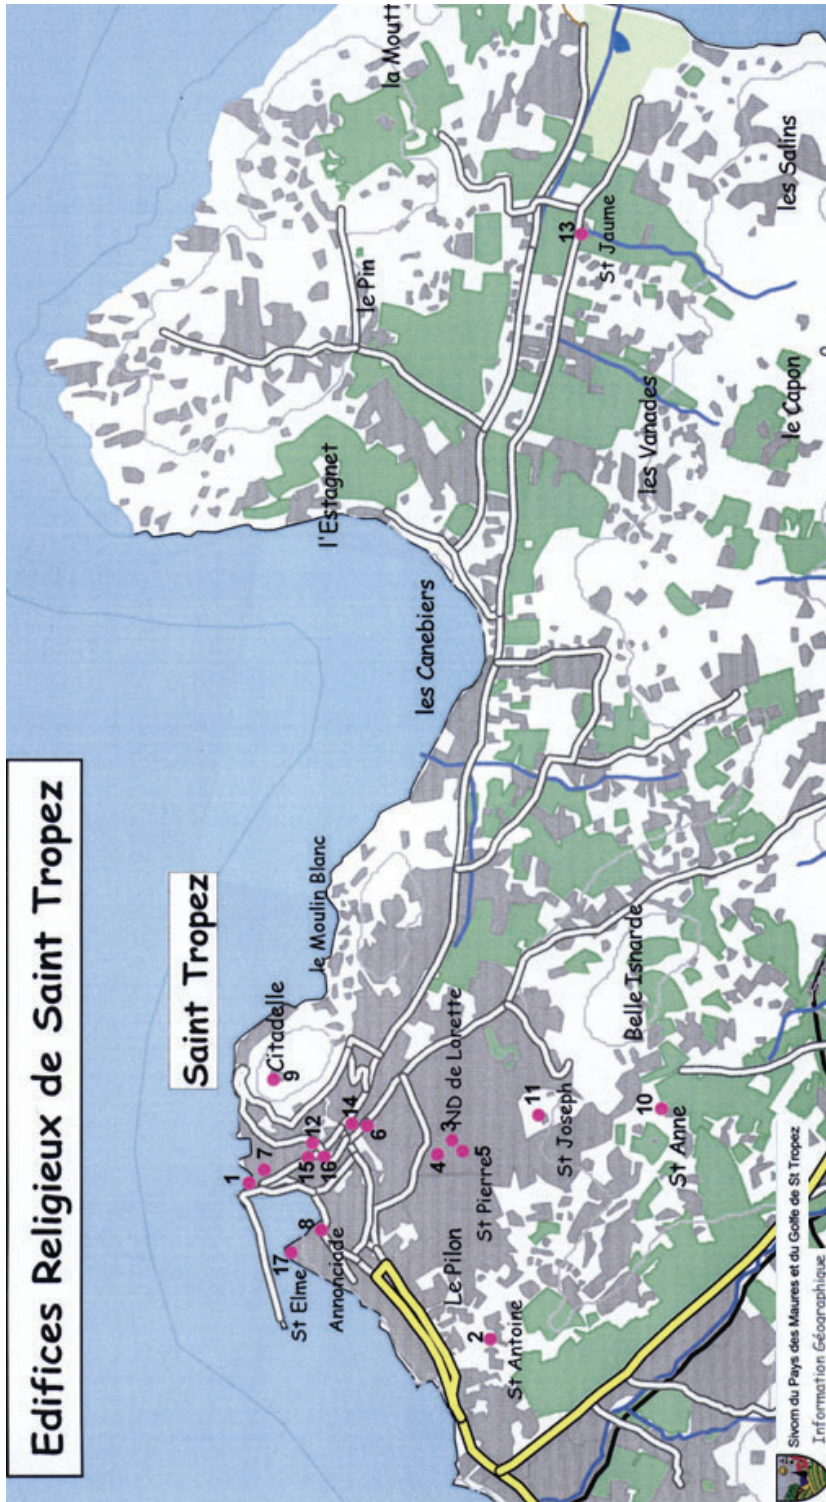 Edifices Religieux de Saint Tropez
Saint Tropez
la Moutt
le Pin
l'Estagnet
les Canebiers
le Moulin Blanc
Citadelle
9
1
7
12
15
16
14
6
17
8
St Elme
Annonciade
13
St Jaume
les Salins
les Vanades
le Capon
ND de Lorette
4
3
5
St Pierre
Le Pilon
2
St Antoine
11
St Joseph
Belle Isnarde
10
St Anne
Sivom du Pays des Maures et du Golfe de St Tropez
Information Géographique